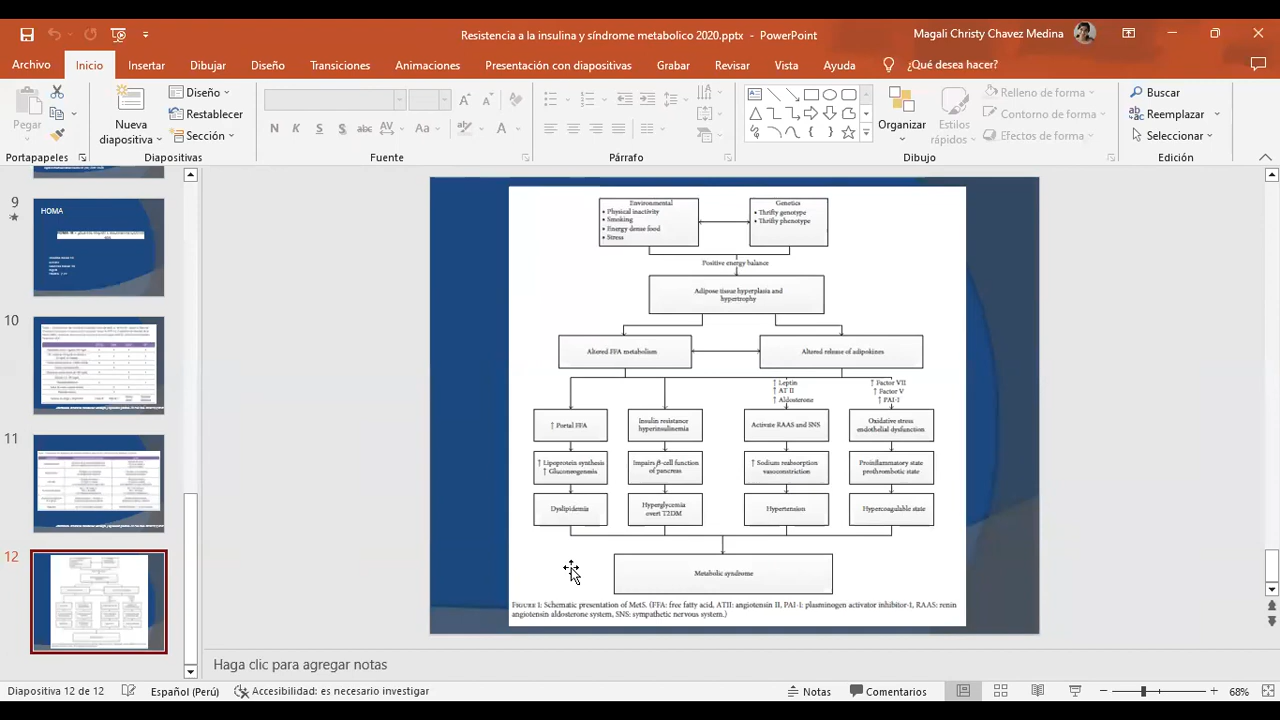 Resistencia a la insulina y síndrome metabolico 2020.pptx - PowerPoint
Magali Christy Chavez Medina
Archivo
Inicio
Insertar
Dibujar
Diseño
Transiciones
Animaciones
Presentación con diapositivas
Grabar
Revisar
Vista
Ayuda
¿Qué desea hacer?
Pegar
Nueva
diapositiva
Diseño
Restablecer
Sección
N
K
S
S
abc
AV
Aa
A
Organizar
Estilos
rápidos
Relleno de forma
Contorno de forma
Efectos de forma
Buscar
Reemplazar
Seleccionar
Portapapeles
Diapositivas
Fuente
Párrafo
Dibujo
Edición
9
HOMA
10
11
12
Environmental
• Physical inactivity
• Smoking
• Energy dense food
• Stress
Genetics
• Thrifty genotype
• Thrifty phenotype
Positive energy balance
Adipose tissue hyperplasia and
hypertrophy
Altered FFA metabolism
Altered release of adipokines
↑ Leptin
↑ AT II
↑ Aldosterone
↑ Factor VII
↑ Factor V
↑ PAI-1
↑ Portal FFA
Insulin resistance
hyperinsulinemia
Activate RAAS and SNS
Oxidative stress
endothelial dysfunction
↑ Lipoprotein synthesis
↑ Gluconeogenesis
Impairs β-cell function
of pancreas
↑ Sodium reabsorption
vasoconstriction
Proinflammatory state
prothrombotic state
Dyslipidemia
Hyperglycemia
overt T2DM
Hypertension
Hypercoagulable state
Metabolic syndrome
FIGURE 1: Schematic presentation of MetS. (FFA: free fatty acid, ATII: angiotensin II, PAI-1: plasminogen activator inhibitor-1, RAAS: renin
angiotensin aldosterone system, SNS: sympathetic nervous system.)
Haga clic para agregar notas
Diapositiva 12 de 12
Español (Perú)
Accesibilidad: es necesario investigar
Notas
Comentarios
68%